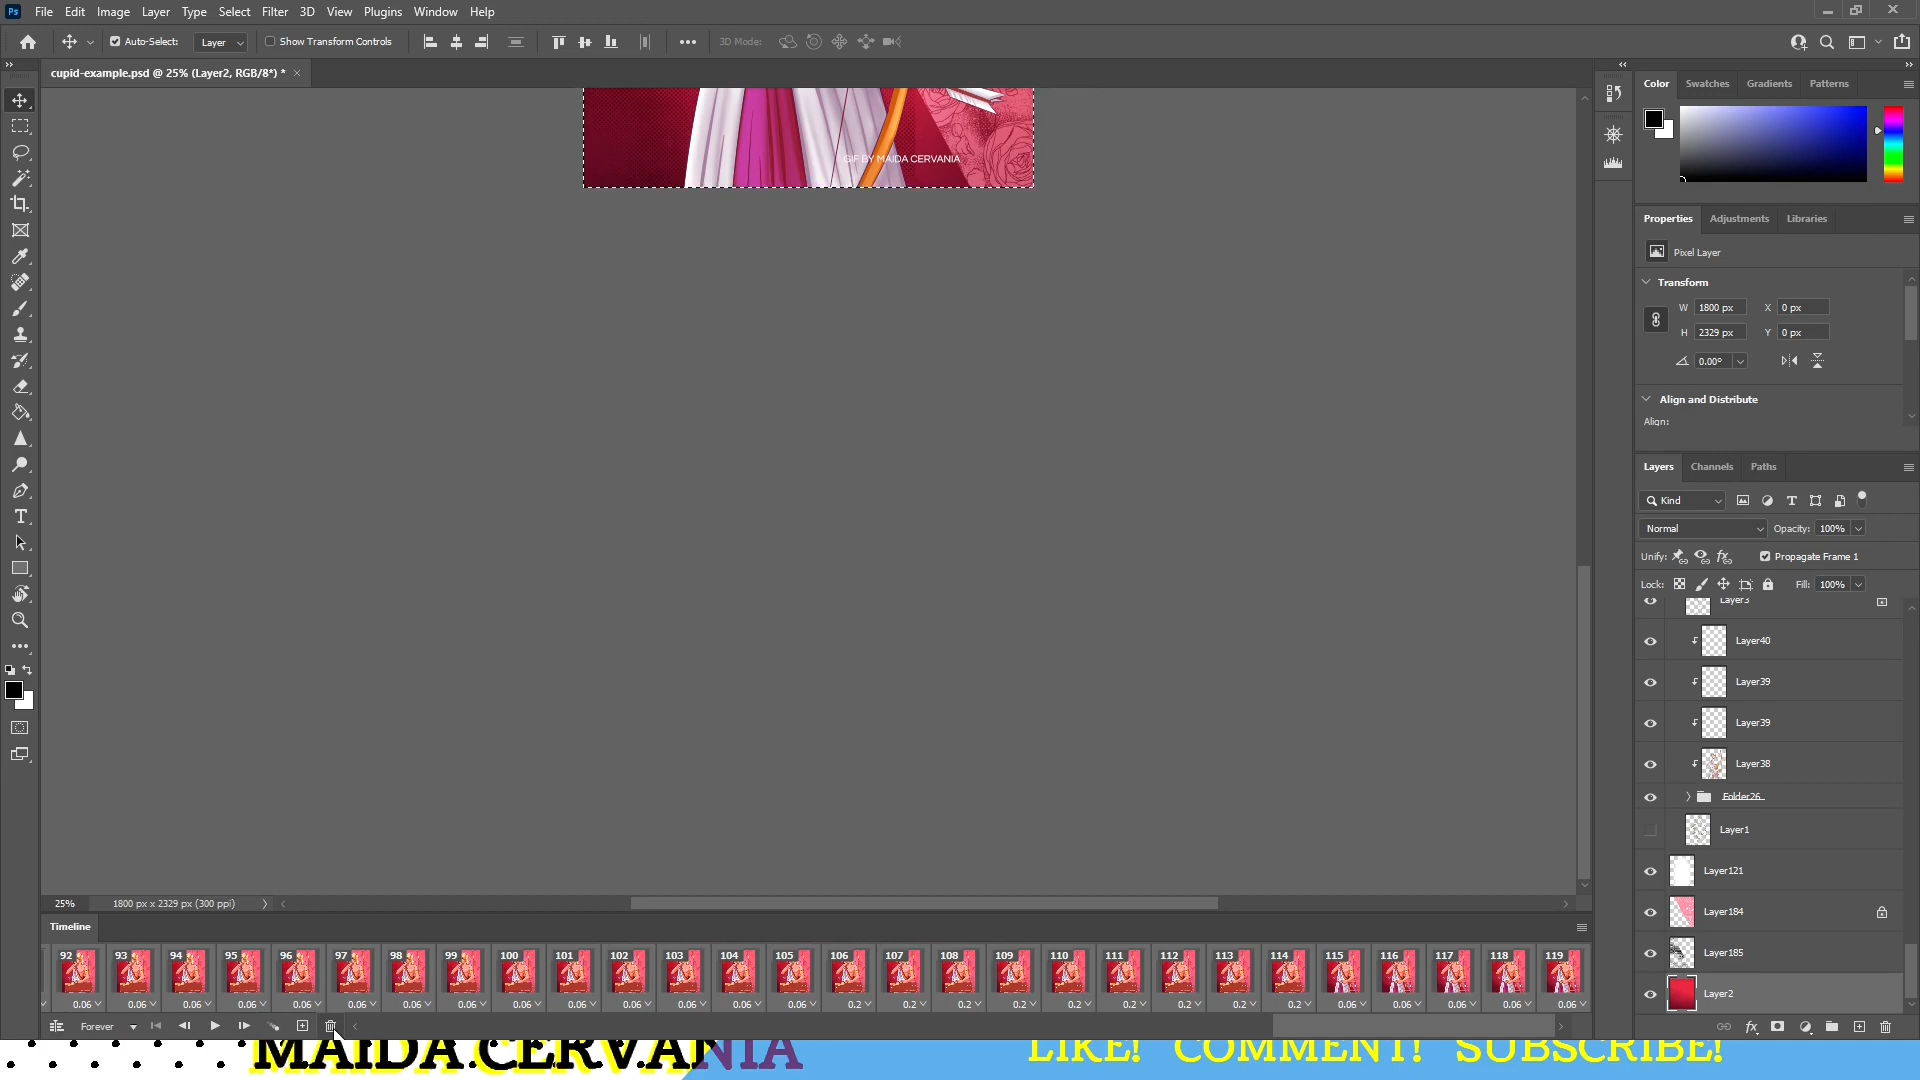 File Edit Image Layer Type Select Filter 3D View Plugins Window Help
Auto-Select: Layer Show Transform Controls 3D Mode:
cupid-example.psd @ 25% (Layer2, RGB/8*) *
GIF BY MAIDA CERVANIA
25% 1800 px x 2329 px (300 ppi)
Timeline
92 93 94 95 96 97 98 99 100 101 102 103 104 105 106 107 108 109 110 111 112 113 114 115 116 117 118 119
0.06 0.06 0.06 0.06 0.06 0.06 0.06 0.06 0.06 0.06 0.06 0.06 0.06 0.06 0.2 0.2 0.2 0.2 0.2 0.2 0.2 0.2 0.2 0.06 0.06 0.06 0.06 0.06
Forever
Color Swatches Gradients Patterns
Properties Adjustments Libraries
Pixel Layer
Transform
W 1800 px X 0 px
H 2329 px Y 0 px
0.00°
Align and Distribute
Align:
Layers Channels Paths
Kind
Normal Opacity: 100%
Unify: Propagate Frame 1
Lock: Fill: 100%
Layer3
Layer40
Layer39
Layer39
Layer38
Folder26
Layer1
Layer121
Layer184
Layer185
Layer2
MAIDA CERVANIA LIKE! COMMENT! SUBSCRIBE!